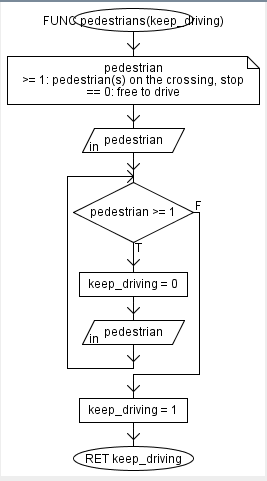 FUNC pedestrians(keep_driving)
pedestrian
>= 1: pedestrian(s) on the crossing, stop
== 0: free to drive
pedestrian
in
pedestrian >= 1
F
T
keep_driving = 0
pedestrian
in
keep_driving = 1
RET keep_driving